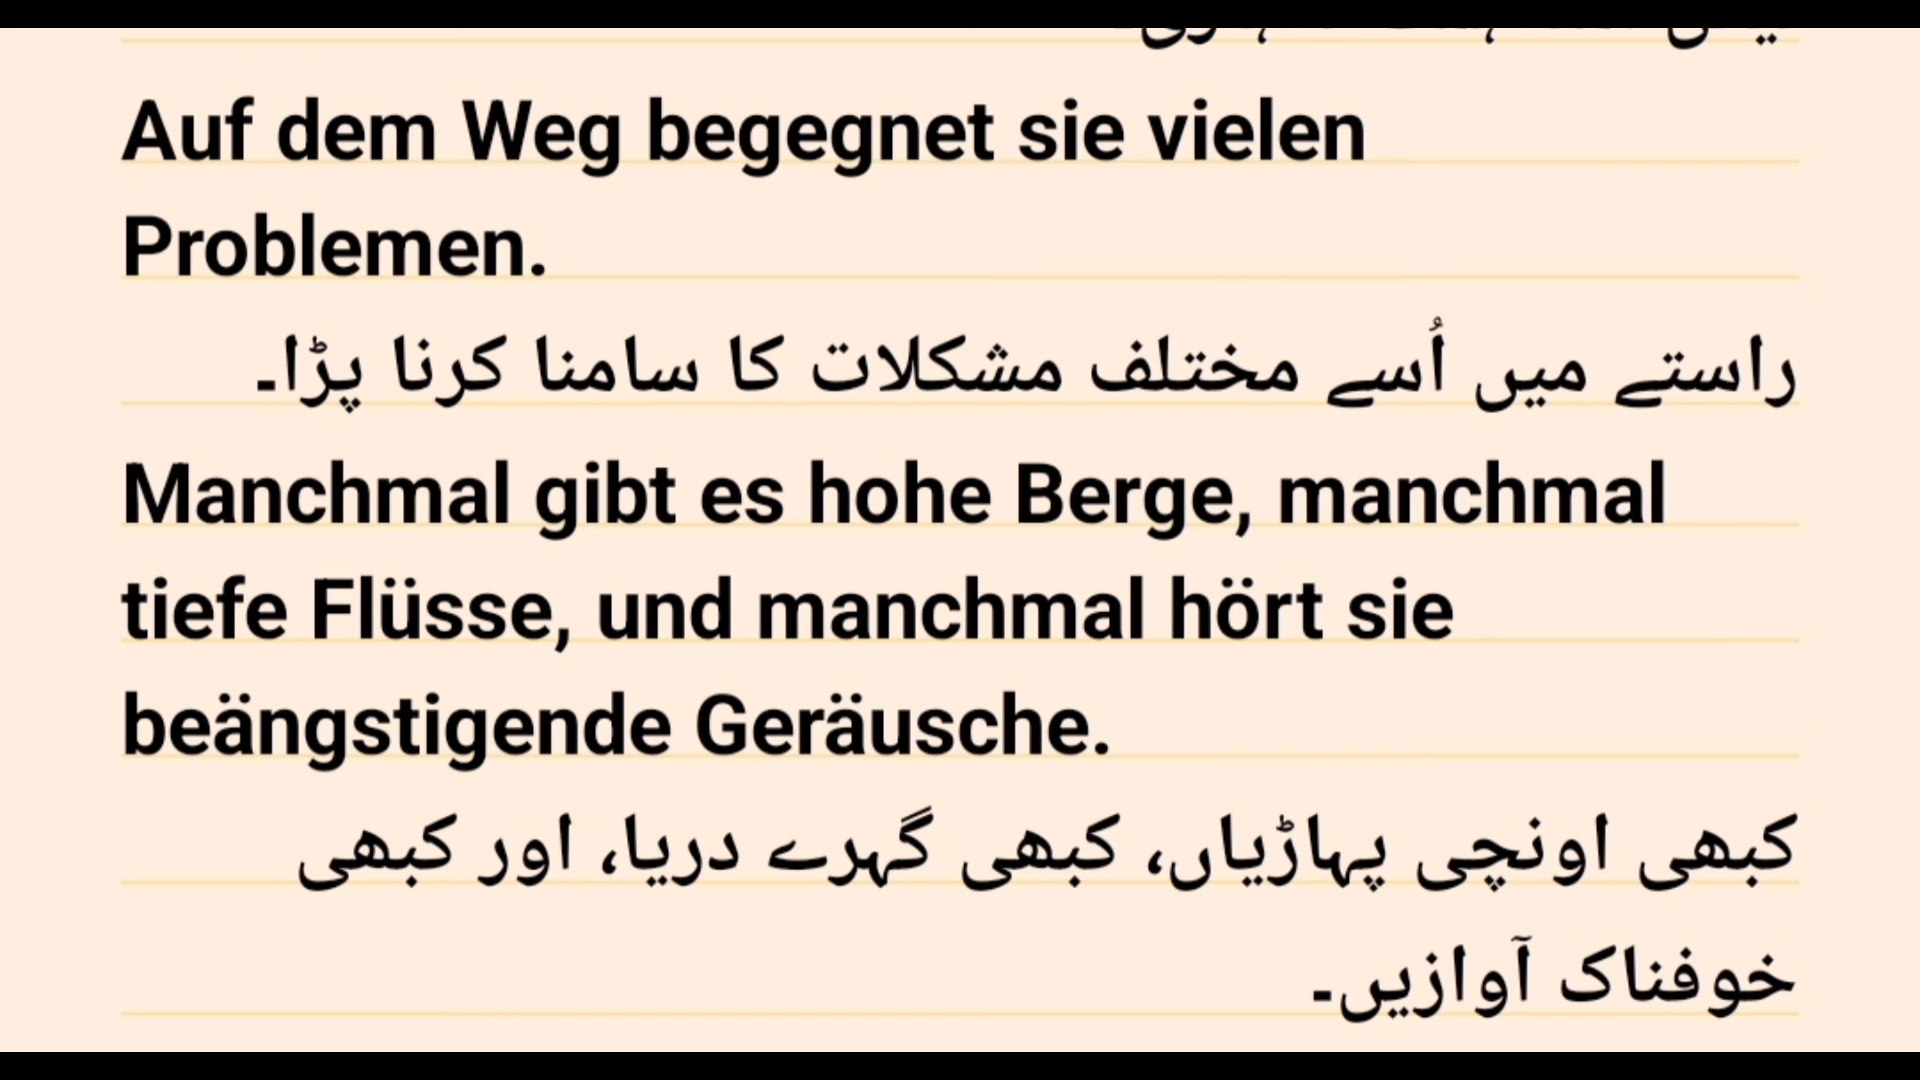 Auf dem Weg begegnet sie vielen
Problemen.
راستے میں اُسے مختلف مشکلات کا سامنا کرنا پڑا۔
Manchmal gibt es hohe Berge, manchmal
tiefe Flüsse, und manchmal hört sie
beängstigende Geräusche.
کبھی اونچی پہاڑیاں، کبھی گہرے دریا، اور کبھی
خوفناک آوازیں۔